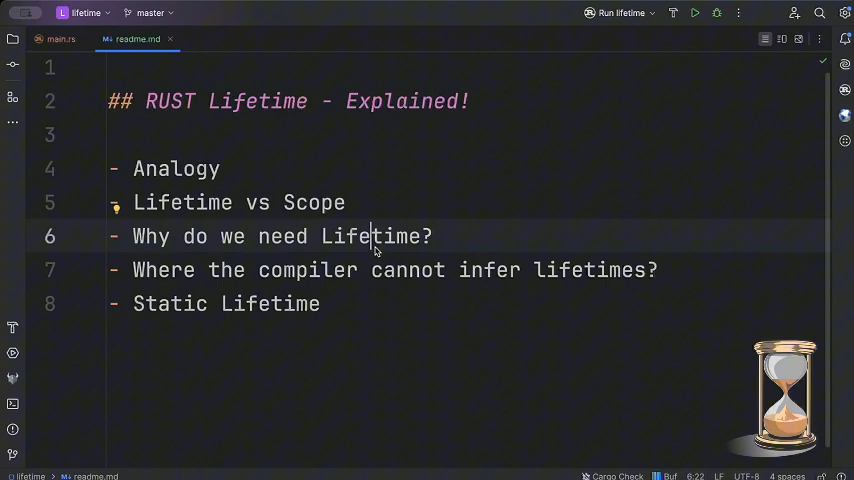 L lifetime master Run lifetime
main.rs readme.md
1
2 ## RUST Lifetime - Explained!
3
4 - Analogy
5 - Lifetime vs Scope
6 - Why do we need Lifetime?
7 - Where the compiler cannot infer lifetimes?
8 - Static Lifetime
lifetime > readme.md Cargo Check Buf 6:22 LF UTF-8 4 spaces